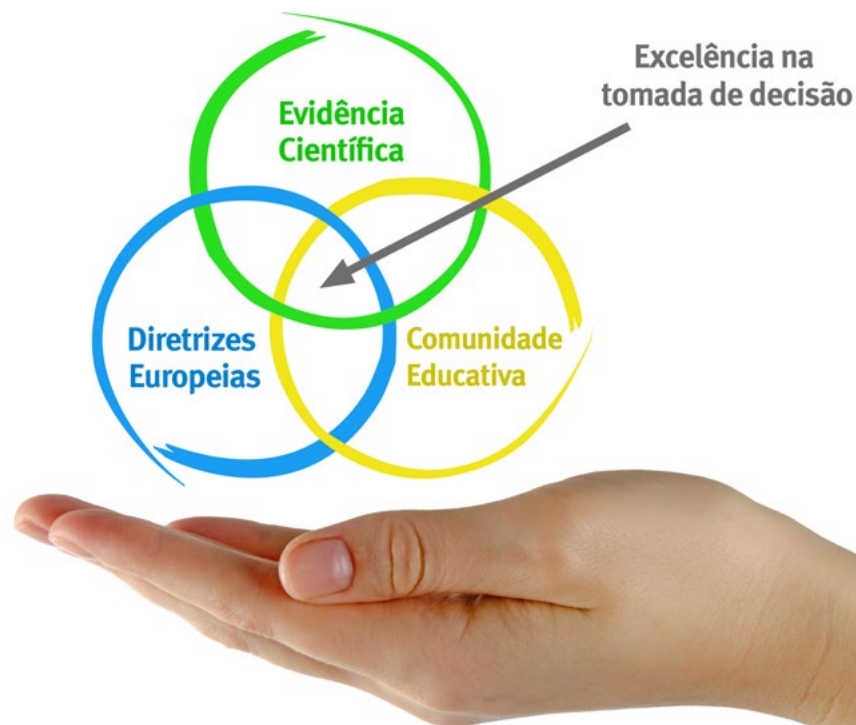 Excelência na
tomada de decisão
Evidência
Científica
Diretrizes
Europeias
Comunidade
Educativa